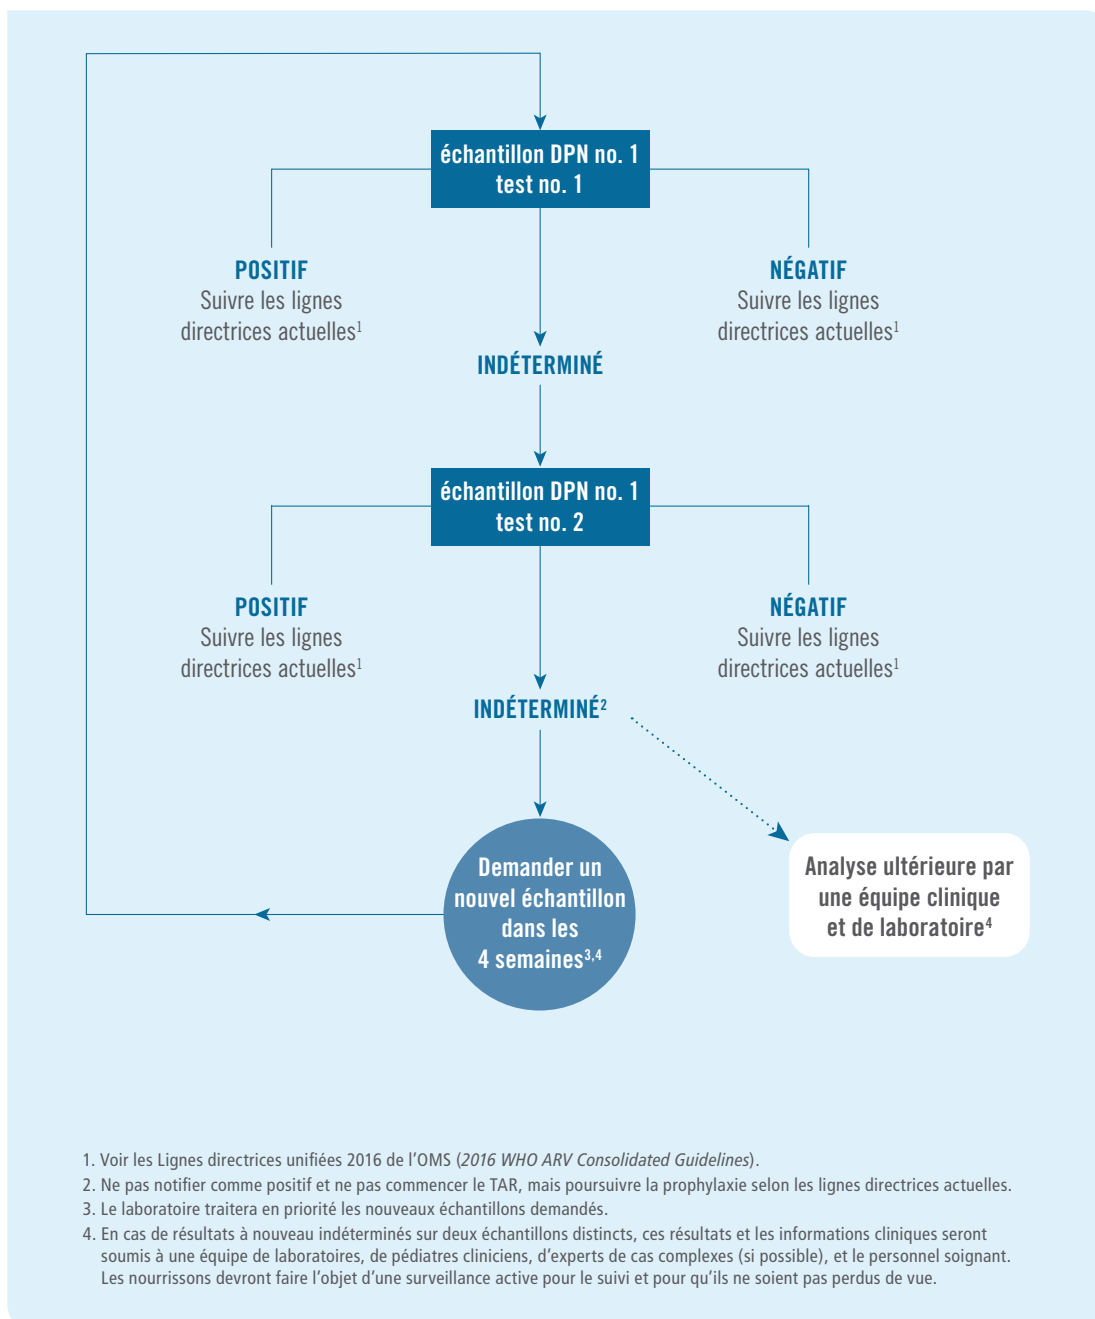 échantillon DPN no. 1
test no. 1
POSITIF
Suivre les lignes
directrices actuelles¹
NÉGATIF
Suivre les lignes
directrices actuelles¹
INDÉTERMINÉ
échantillon DPN no. 1
test no. 2
POSITIF
Suivre les lignes
directrices actuelles¹
NÉGATIF
Suivre les lignes
directrices actuelles¹
INDÉTERMINÉ²
Demander un
nouvel échantillon
dans les
4 semaines³,⁴
Analyse ultérieure par
une équipe clinique
et de laboratoire⁴
1. Voir les Lignes directrices unifiées 2016 de l’OMS (2016 WHO ARV Consolidated Guidelines).
2. Ne pas notifier comme positif et ne pas commencer le TAR, mais poursuivre la prophylaxie selon les lignes directrices actuelles.
3. Le laboratoire traitera en priorité les nouveaux échantillons demandés.
4. En cas de résultats à nouveau indéterminés sur deux échantillons distincts, ces résultats et les informations cliniques seront
soumis à une équipe de laboratoires, de pédiatres cliniciens, d’experts de cas complexes (si possible), et le personnel soignant.
Les nourrissons devront faire l’objet d’une surveillance active pour le suivi et pour qu’ils ne soient pas perdus de vue.